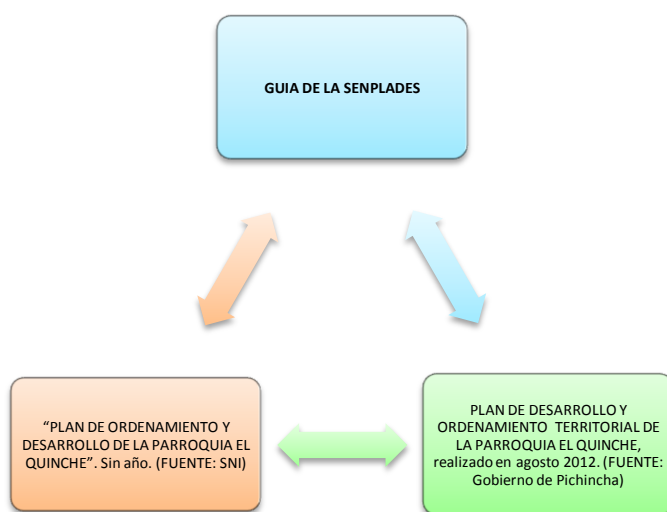 GUIA DE LA SENPLADES
“PLAN DE ORDENAMIENTO Y
DESARROLLO DE LA PARROQUIA EL
QUINCHE”. Sin año. (FUENTE: SNI)
PLAN DE DESARROLLO Y
ORDENAMIENTO TERRITORIAL DE
LA PARROQUIA EL QUINCHE,
realizado en agosto 2012. (FUENTE:
Gobierno de Pichincha)